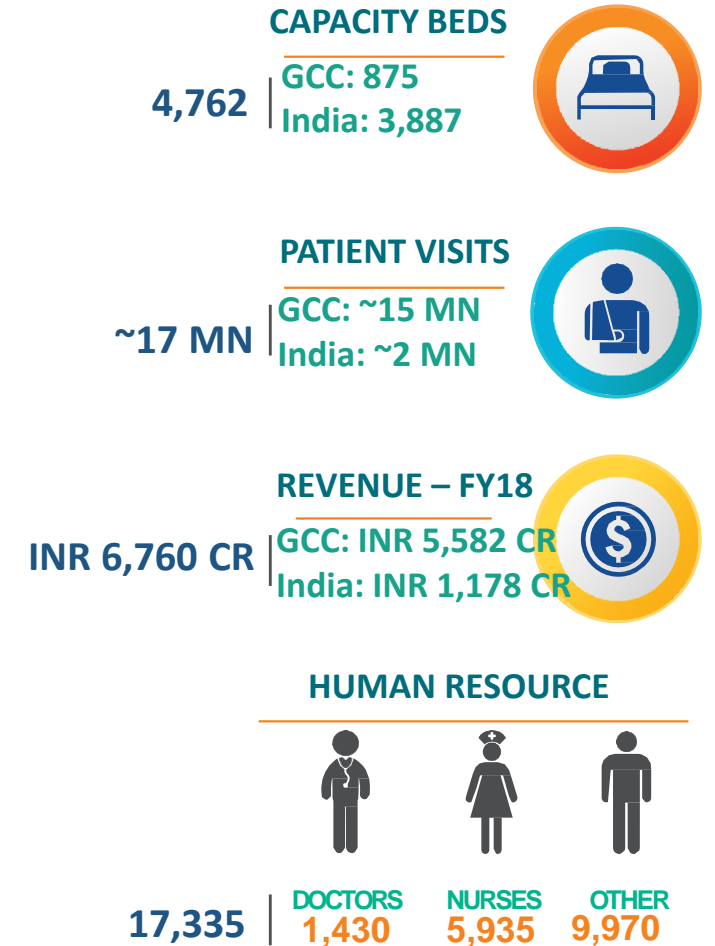 CAPACITY BEDS
4,762
GCC: 875
India: 3,887
PATIENT VISITS
~17 MN
GCC: ~15 MN
India: ~2 MN
REVENUE – FY18
INR 6,760 CR
GCC: INR 5,582 CR
India: INR 1,178 CR
$
HUMAN RESOURCE
17,335
DOCTORS NURSES OTHER
1,430 5,935 9,970